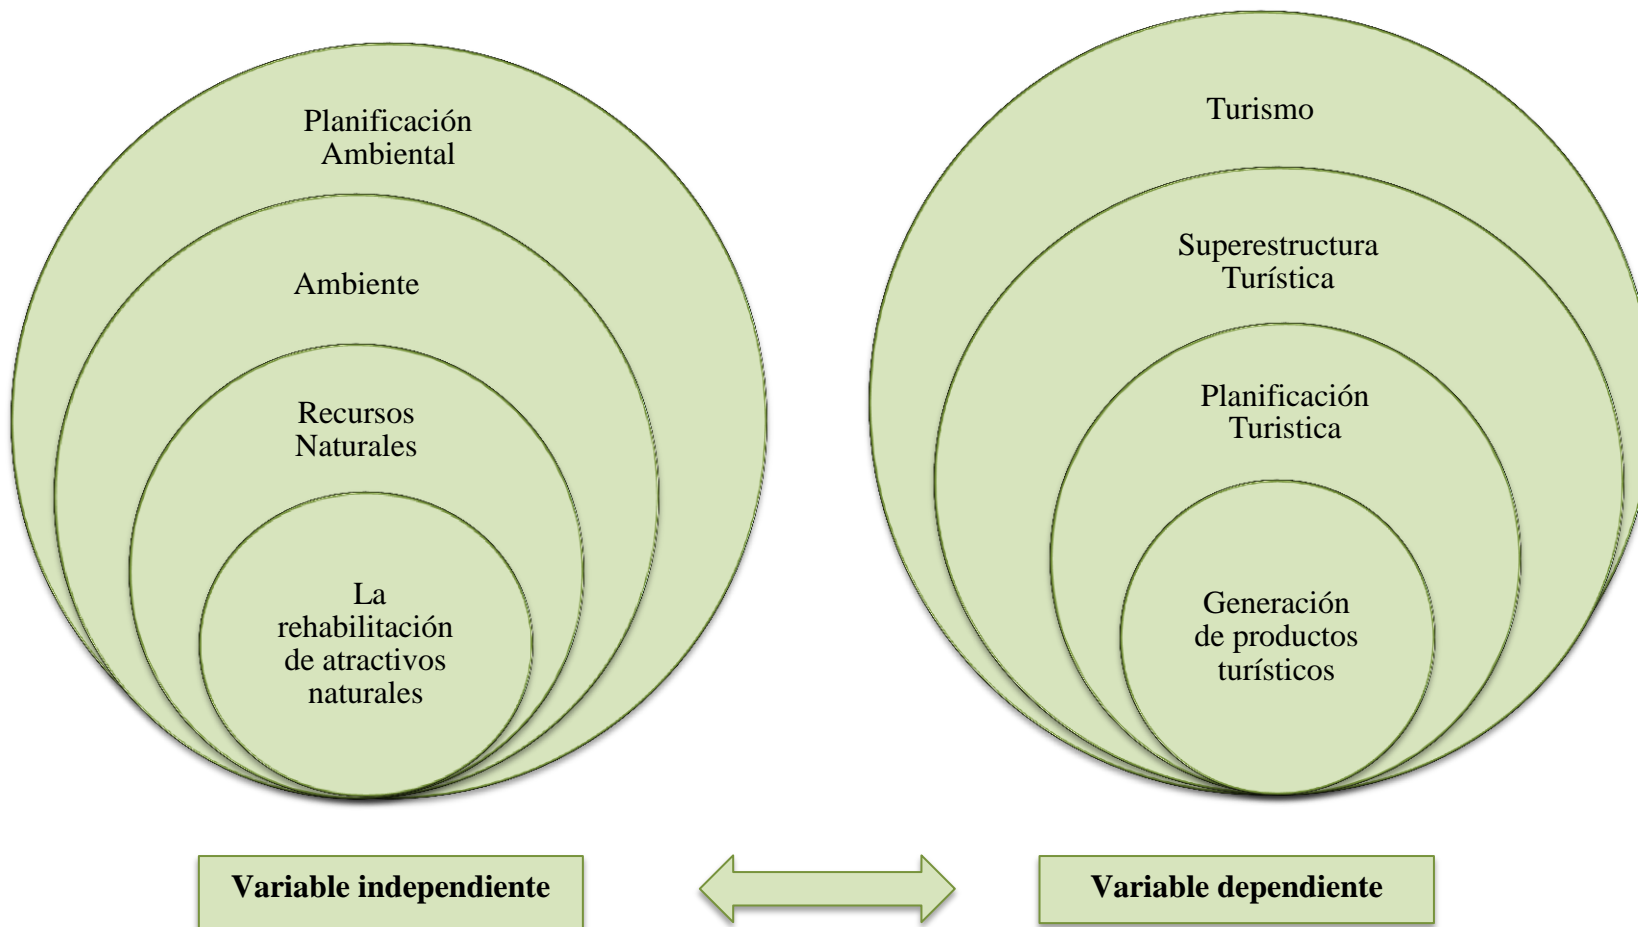 Planificación
Ambiental
Ambiente
Recursos
Naturales
La
rehabilitación
de atractivos
naturales
Turismo
Superestructura
Turística
Planificación
Turistica
Generación
de productos
turísticos
Variable independiente
Variable dependiente